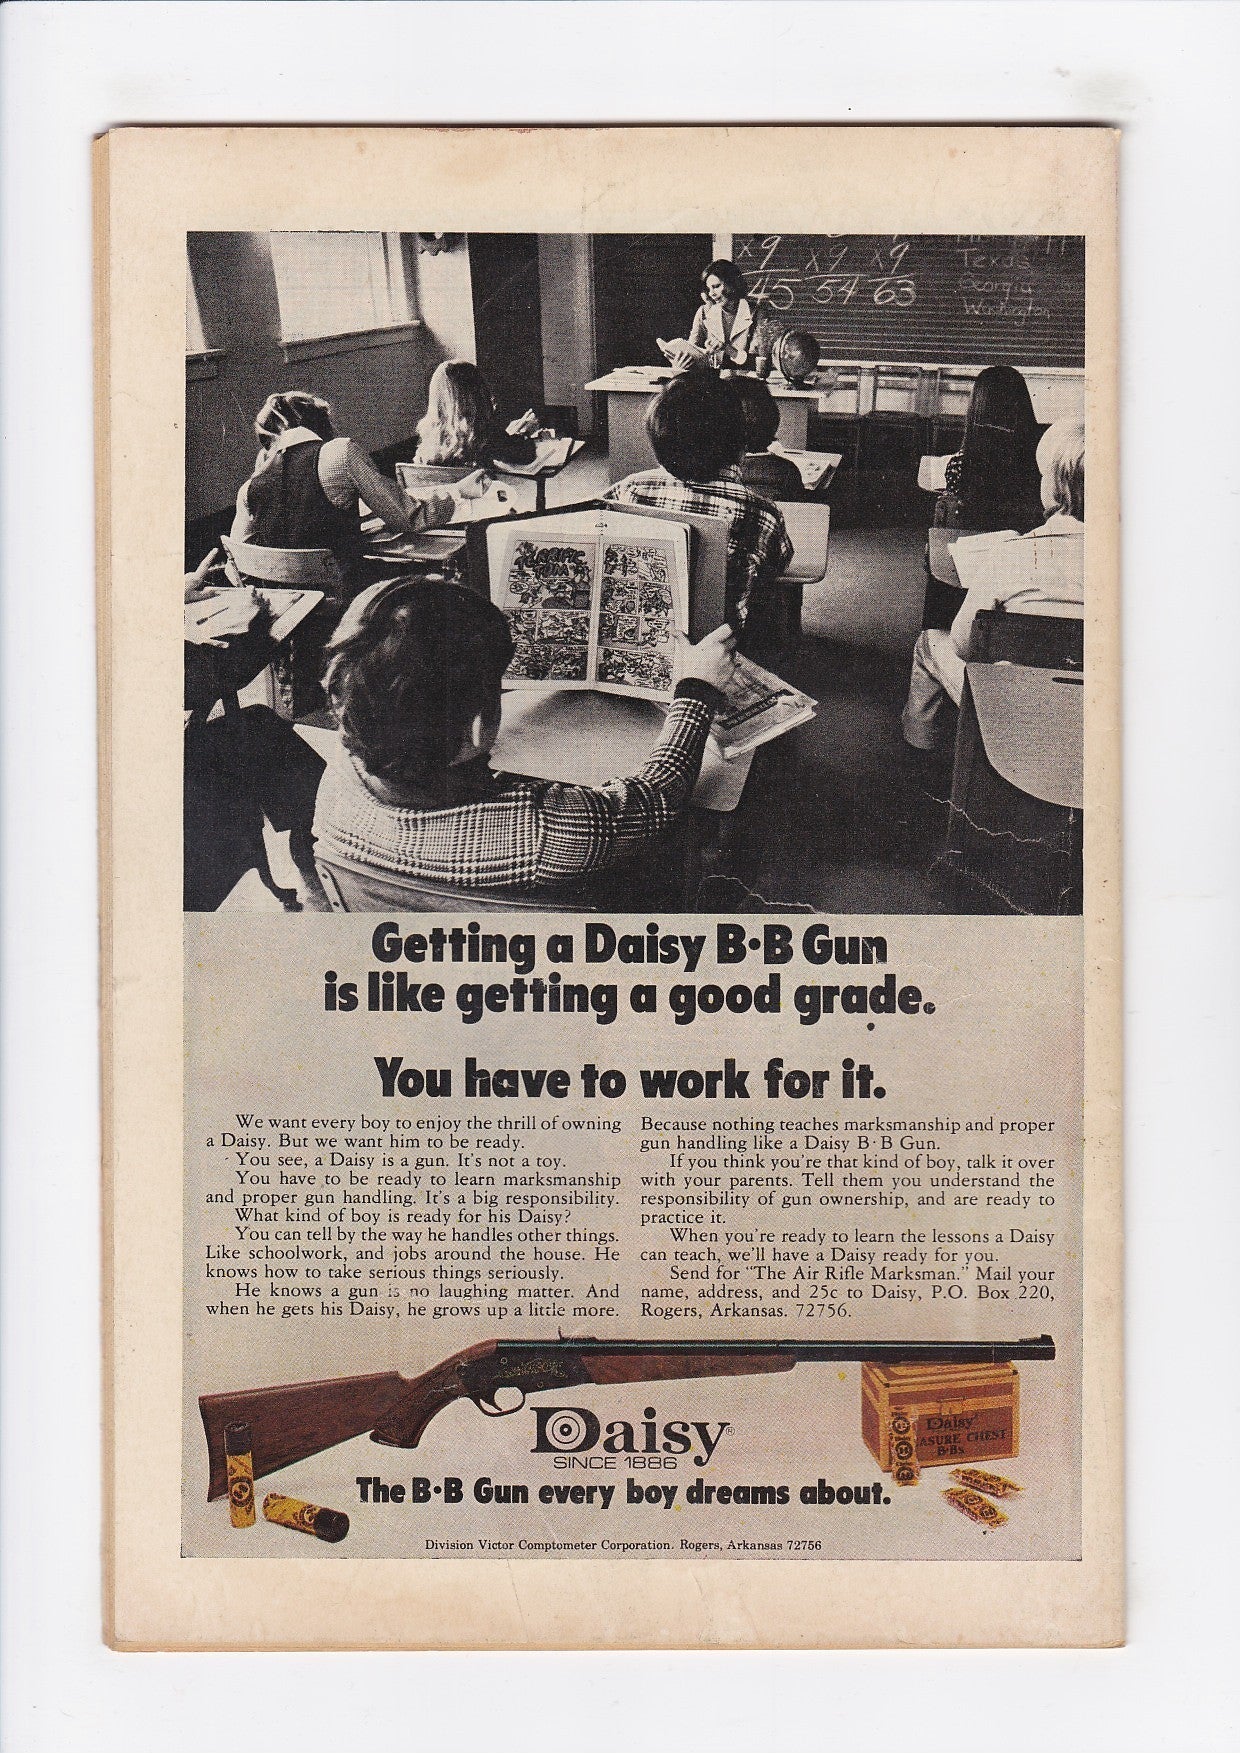 x9 x9 x9
45 54 63
Texas
Georgia
Washington
Getting a Daisy B·B Gun
is like getting a good grade.
You have to work for it.
We want every boy to enjoy the thrill of owning
a Daisy. But we want him to be ready.
You see, a Daisy is a gun. It's not a toy.
You have to be ready to learn marksmanship
and proper gun handling. It's a big responsibility.
What kind of boy is ready for his Daisy?
You can tell by the way he handles other things.
Like schoolwork, and jobs around the house. He
knows how to take serious things seriously.
He knows a gun is no laughing matter. And
when he gets his Daisy, he grows up a little more.
Because nothing teaches marksmanship and proper
gun handling like a Daisy B·B Gun.
If you think you're that kind of boy, talk it over
with your parents. Tell them you understand the
responsibility of gun ownership, and are ready to
practice it.
When you're ready to learn the lessons a Daisy
can teach, we'll have a Daisy ready for you.
Send for "The Air Rifle Marksman." Mail your
name, address, and 25c to Daisy, P.O. Box 220,
Rogers, Arkansas. 72756.
Daisy®
SINCE 1886
Daisy
CHEST
B·Bs
The B·B Gun every boy dreams about.
Division Victor Comptometer Corporation. Rogers, Arkansas 72756